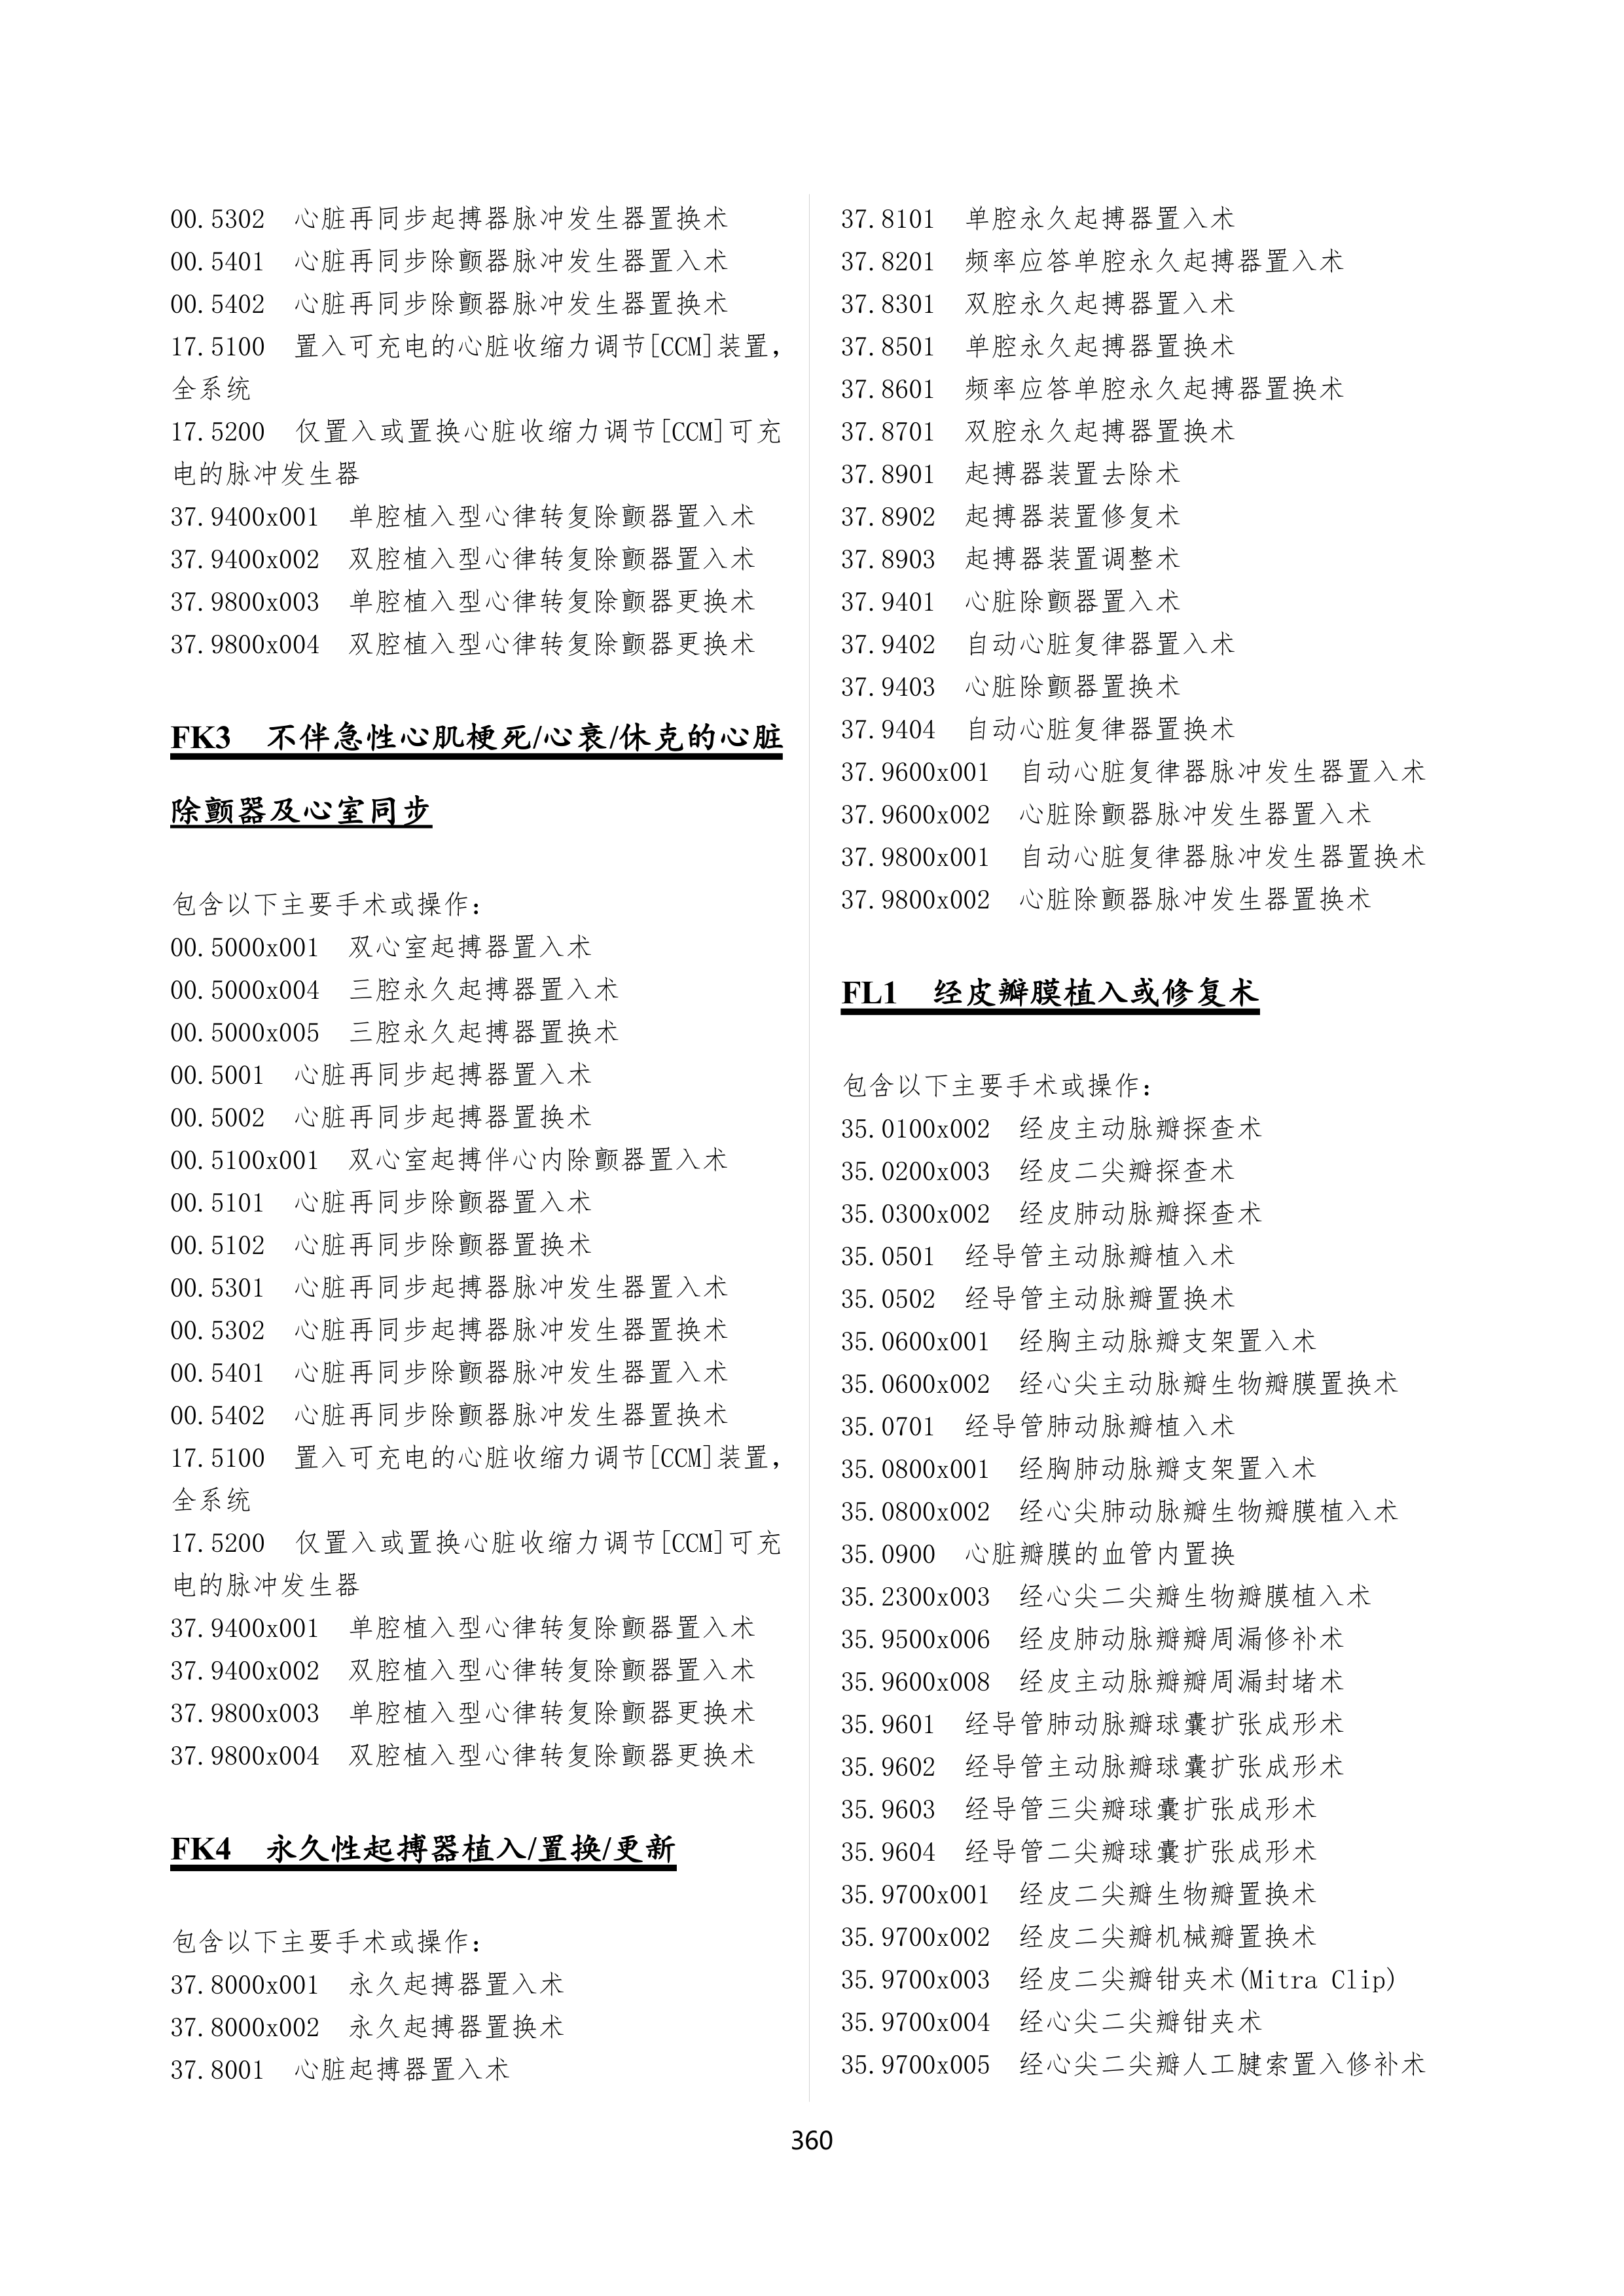 00.5302  心脏再同步起搏器脉冲发生器置换术
00.5401  心脏再同步除颤器脉冲发生器置入术
00.5402  心脏再同步除颤器脉冲发生器置换术
17.5100  置入可充电的心脏收缩力调节[CCM]装置，
全系统
17.5200  仅置入或置换心脏收缩力调节[CCM]可充
电的脉冲发生器
37.9400x001  单腔植入型心律转复除颤器置入术
37.9400x002  双腔植入型心律转复除颤器置入术
37.9800x003  单腔植入型心律转复除颤器更换术
37.9800x004  双腔植入型心律转复除颤器更换术
FK3  不伴急性心肌梗死/心衰/休克的心脏
除颤器及心室同步
包含以下主要手术或操作：
00.5000x001  双心室起搏器置入术
00.5000x004  三腔永久起搏器置入术
00.5000x005  三腔永久起搏器置换术
00.5001  心脏再同步起搏器置入术
00.5002  心脏再同步起搏器置换术
00.5100x001  双心室起搏伴心内除颤器置入术
00.5101  心脏再同步除颤器置入术
00.5102  心脏再同步除颤器置换术
00.5301  心脏再同步起搏器脉冲发生器置入术
00.5302  心脏再同步起搏器脉冲发生器置换术
00.5401  心脏再同步除颤器脉冲发生器置入术
00.5402  心脏再同步除颤器脉冲发生器置换术
17.5100  置入可充电的心脏收缩力调节[CCM]装置，
全系统
17.5200  仅置入或置换心脏收缩力调节[CCM]可充
电的脉冲发生器
37.9400x001  单腔植入型心律转复除颤器置入术
37.9400x002  双腔植入型心律转复除颤器置入术
37.9800x003  单腔植入型心律转复除颤器更换术
37.9800x004  双腔植入型心律转复除颤器更换术
FK4  永久性起搏器植入/置换/更新
包含以下主要手术或操作：
37.8000x001  永久起搏器置入术
37.8000x002  永久起搏器置换术
37.8001  心脏起搏器置入术
37.8101  单腔永久起搏器置入术
37.8201  频率应答单腔永久起搏器置入术
37.8301  双腔永久起搏器置入术
37.8501  单腔永久起搏器置换术
37.8601  频率应答单腔永久起搏器置换术
37.8701  双腔永久起搏器置换术
37.8901  起搏器装置去除术
37.8902  起搏器装置修复术
37.8903  起搏器装置调整术
37.9401  心脏除颤器置入术
37.9402  自动心脏复律器置入术
37.9403  心脏除颤器置换术
37.9404  自动心脏复律器置换术
37.9600x001  自动心脏复律器脉冲发生器置入术
37.9600x002  心脏除颤器脉冲发生器置入术
37.9800x001  自动心脏复律器脉冲发生器置换术
37.9800x002  心脏除颤器脉冲发生器置换术
FL1  经皮瓣膜植入或修复术
包含以下主要手术或操作：
35.0100x002  经皮主动脉瓣探查术
35.0200x003  经皮二尖瓣探查术
35.0300x002  经皮肺动脉瓣探查术
35.0501  经导管主动脉瓣植入术
35.0502  经导管主动脉瓣置换术
35.0600x001  经胸主动脉瓣支架置入术
35.0600x002  经心尖主动脉瓣生物瓣膜置换术
35.0701  经导管肺动脉瓣植入术
35.0800x001  经胸肺动脉瓣支架置入术
35.0800x002  经心尖肺动脉瓣生物瓣膜植入术
35.0900  心脏瓣膜的血管内置换
35.2300x003  经心尖二尖瓣生物瓣膜植入术
35.9500x006  经皮肺动脉瓣瓣周漏修补术
35.9600x008  经皮主动脉瓣瓣周漏封堵术
35.9601  经导管肺动脉瓣球囊扩张成形术
35.9602  经导管主动脉瓣球囊扩张成形术
35.9603  经导管三尖瓣球囊扩张成形术
35.9604  经导管二尖瓣球囊扩张成形术
35.9700x001  经皮二尖瓣生物瓣置换术
35.9700x002  经皮二尖瓣机械瓣置换术
35.9700x003  经皮二尖瓣钳夹术(Mitra Clip)
35.9700x004  经心尖二尖瓣钳夹术
35.9700x005  经心尖二尖瓣人工腱索置入修补术
360